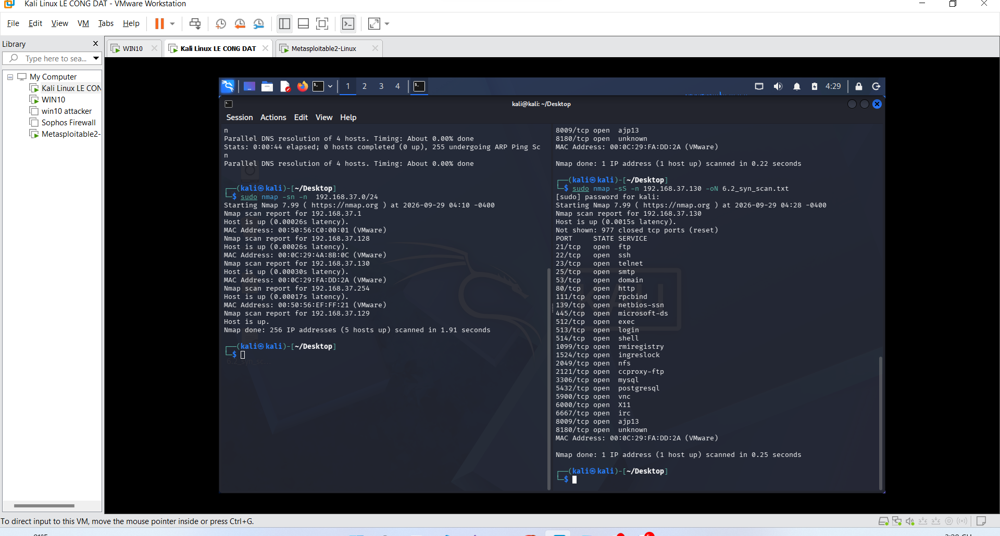 Kali Linux LE CONG DAT - VMware Workstation
File Edit View VM Tabs Help
Library
Type here to sea...
My Computer
Kali Linux LE CON
WIN10
win10 attacker
Sophos Firewall
Metasploitable2-
WIN10
Kali Linux LE CONG DAT
Metasploitable2-Linux
1 2 3 4
4:29
kali@kali: ~/Desktop
Session Actions Edit View Help
n
Parallel DNS resolution of 4 hosts. Timing: About 0.00% done
Stats: 0:00:44 elapsed; 0 hosts completed (0 up), 255 undergoing ARP Ping Sc
n
Parallel DNS resolution of 4 hosts. Timing: About 0.00% done
┌──(kali㉿kali)-[~/Desktop]
└─$ sudo nmap -sn -n  192.168.37.0/24
Starting Nmap 7.99 ( https://nmap.org ) at 2026-09-29 04:10 -0400
Nmap scan report for 192.168.37.1
Host is up (0.00026s latency).
MAC Address: 00:50:56:C0:00:01 (VMware)
Nmap scan report for 192.168.37.128
Host is up (0.00026s latency).
MAC Address: 00:0C:29:4A:8B:0C (VMware)
Nmap scan report for 192.168.37.130
Host is up (0.00030s latency).
MAC Address: 00:0C:29:FA:DD:2A (VMware)
Nmap scan report for 192.168.37.254
Host is up (0.00017s latency).
MAC Address: 00:50:56:EF:FF:21 (VMware)
Nmap scan report for 192.168.37.129
Host is up.
Nmap done: 256 IP addresses (5 hosts up) scanned in 1.91 seconds
┌──(kali㉿kali)-[~/Desktop]
└─$
8009/tcp open  ajp13
8180/tcp open  unknown
MAC Address: 00:0C:29:FA:DD:2A (VMware)
Nmap done: 1 IP address (1 host up) scanned in 0.22 seconds
┌──(kali㉿kali)-[~/Desktop]
└─$ sudo nmap -sS -n 192.168.37.130 -oN 6.2_syn_scan.txt
[sudo] password for kali:
Starting Nmap 7.99 ( https://nmap.org ) at 2026-09-29 04:28 -0400
Nmap scan report for 192.168.37.130
Host is up (0.0015s latency).
Not shown: 977 closed tcp ports (reset)
PORT     STATE SERVICE
21/tcp   open  ftp
22/tcp   open  ssh
23/tcp   open  telnet
25/tcp   open  smtp
53/tcp   open  domain
80/tcp   open  http
111/tcp  open  rpcbind
139/tcp  open  netbios-ssn
445/tcp  open  microsoft-ds
512/tcp  open  exec
513/tcp  open  login
514/tcp  open  shell
1099/tcp open  rmiregistry
1524/tcp open  ingreslock
2049/tcp open  nfs
2121/tcp open  ccproxy-ftp
3306/tcp open  mysql
5432/tcp open  postgresql
5900/tcp open  vnc
6000/tcp open  X11
6667/tcp open  irc
8009/tcp open  ajp13
8180/tcp open  unknown
MAC Address: 00:0C:29:FA:DD:2A (VMware)
Nmap done: 1 IP address (1 host up) scanned in 0.25 seconds
┌──(kali㉿kali)-[~/Desktop]
└─$
KALI
To direct input to this VM, move the mouse pointer inside or press Ctrl+G.